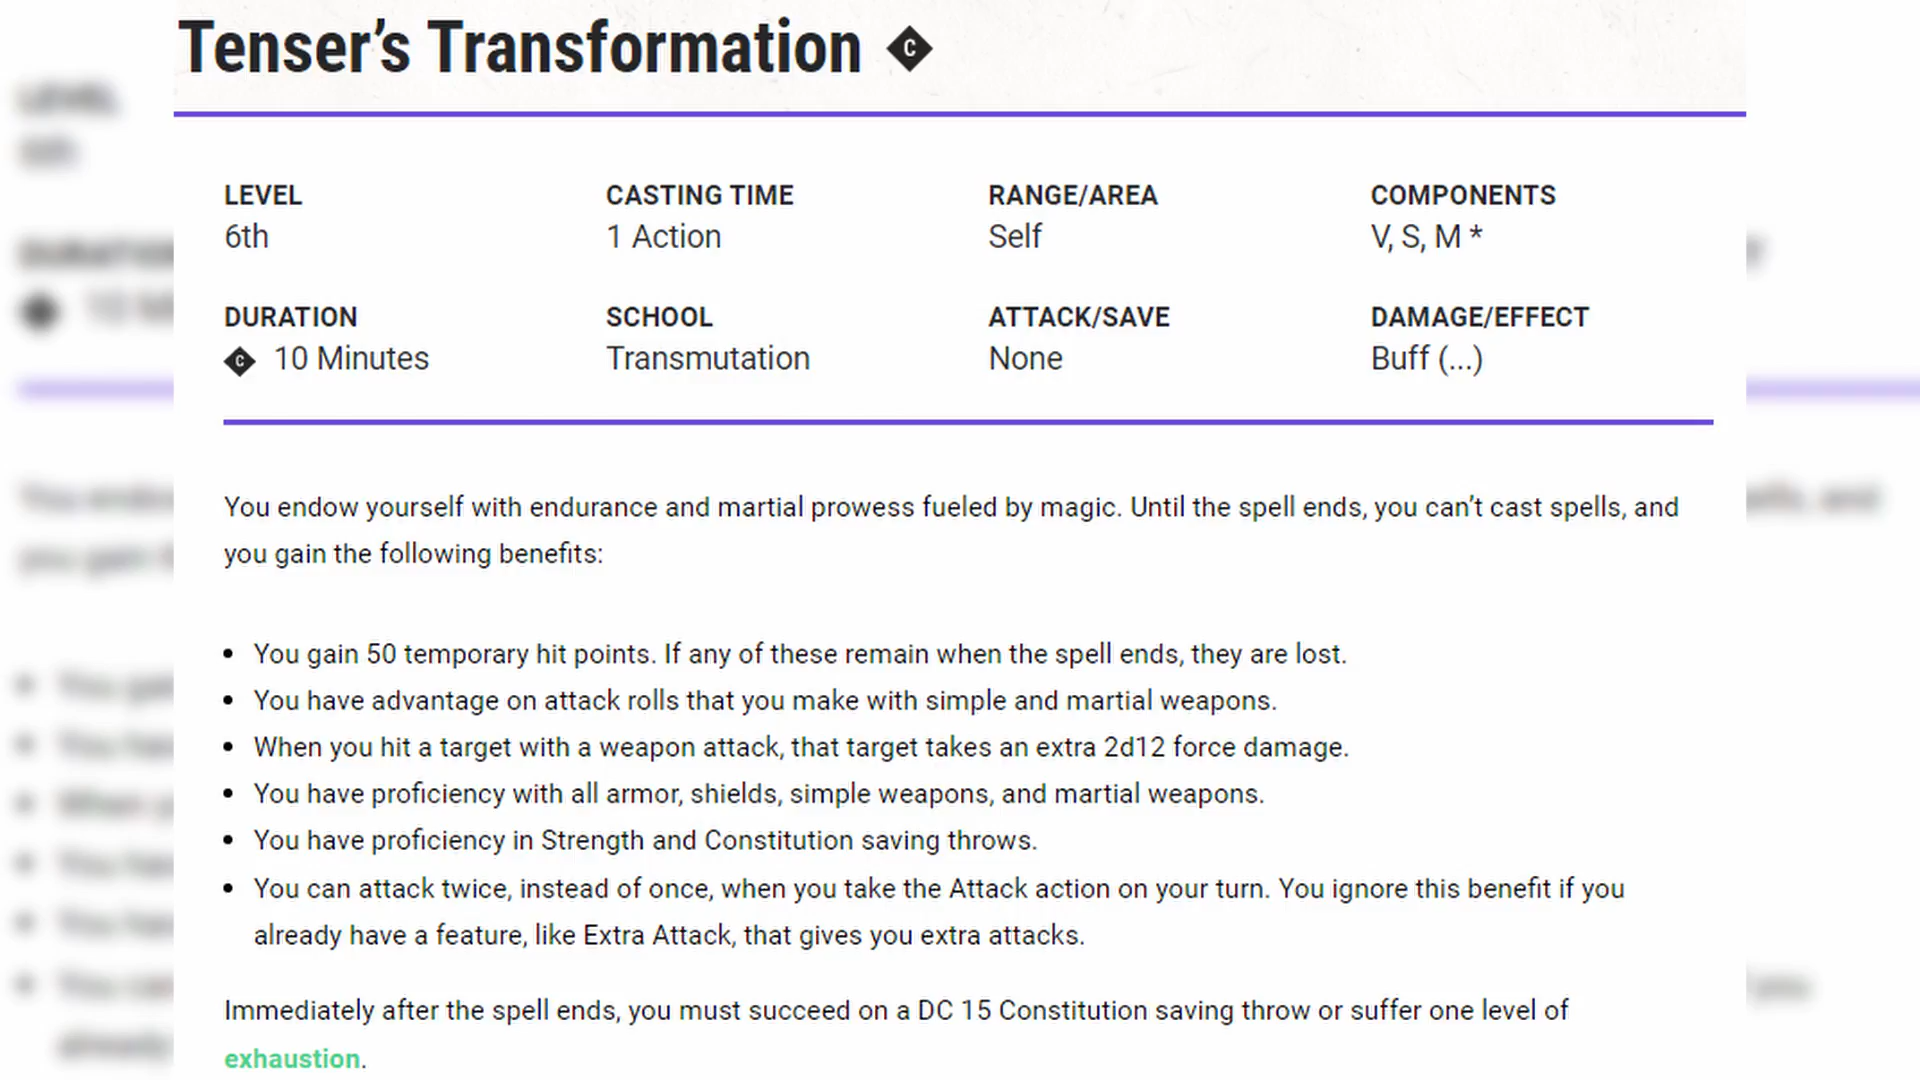 Tenser’s Transformation C
LEVEL
6th
CASTING TIME
1 Action
RANGE/AREA
Self
COMPONENTS
V, S, M *
DURATION
C 10 Minutes
SCHOOL
Transmutation
ATTACK/SAVE
None
DAMAGE/EFFECT
Buff (...)
You endow yourself with endurance and martial prowess fueled by magic. Until the spell ends, you can’t cast spells, and
you gain the following benefits:
• You gain 50 temporary hit points. If any of these remain when the spell ends, they are lost.
• You have advantage on attack rolls that you make with simple and martial weapons.
• When you hit a target with a weapon attack, that target takes an extra 2d12 force damage.
• You have proficiency with all armor, shields, simple weapons, and martial weapons.
• You have proficiency in Strength and Constitution saving throws.
• You can attack twice, instead of once, when you take the Attack action on your turn. You ignore this benefit if you
already have a feature, like Extra Attack, that gives you extra attacks.
Immediately after the spell ends, you must succeed on a DC 15 Constitution saving throw or suffer one level of
exhaustion.